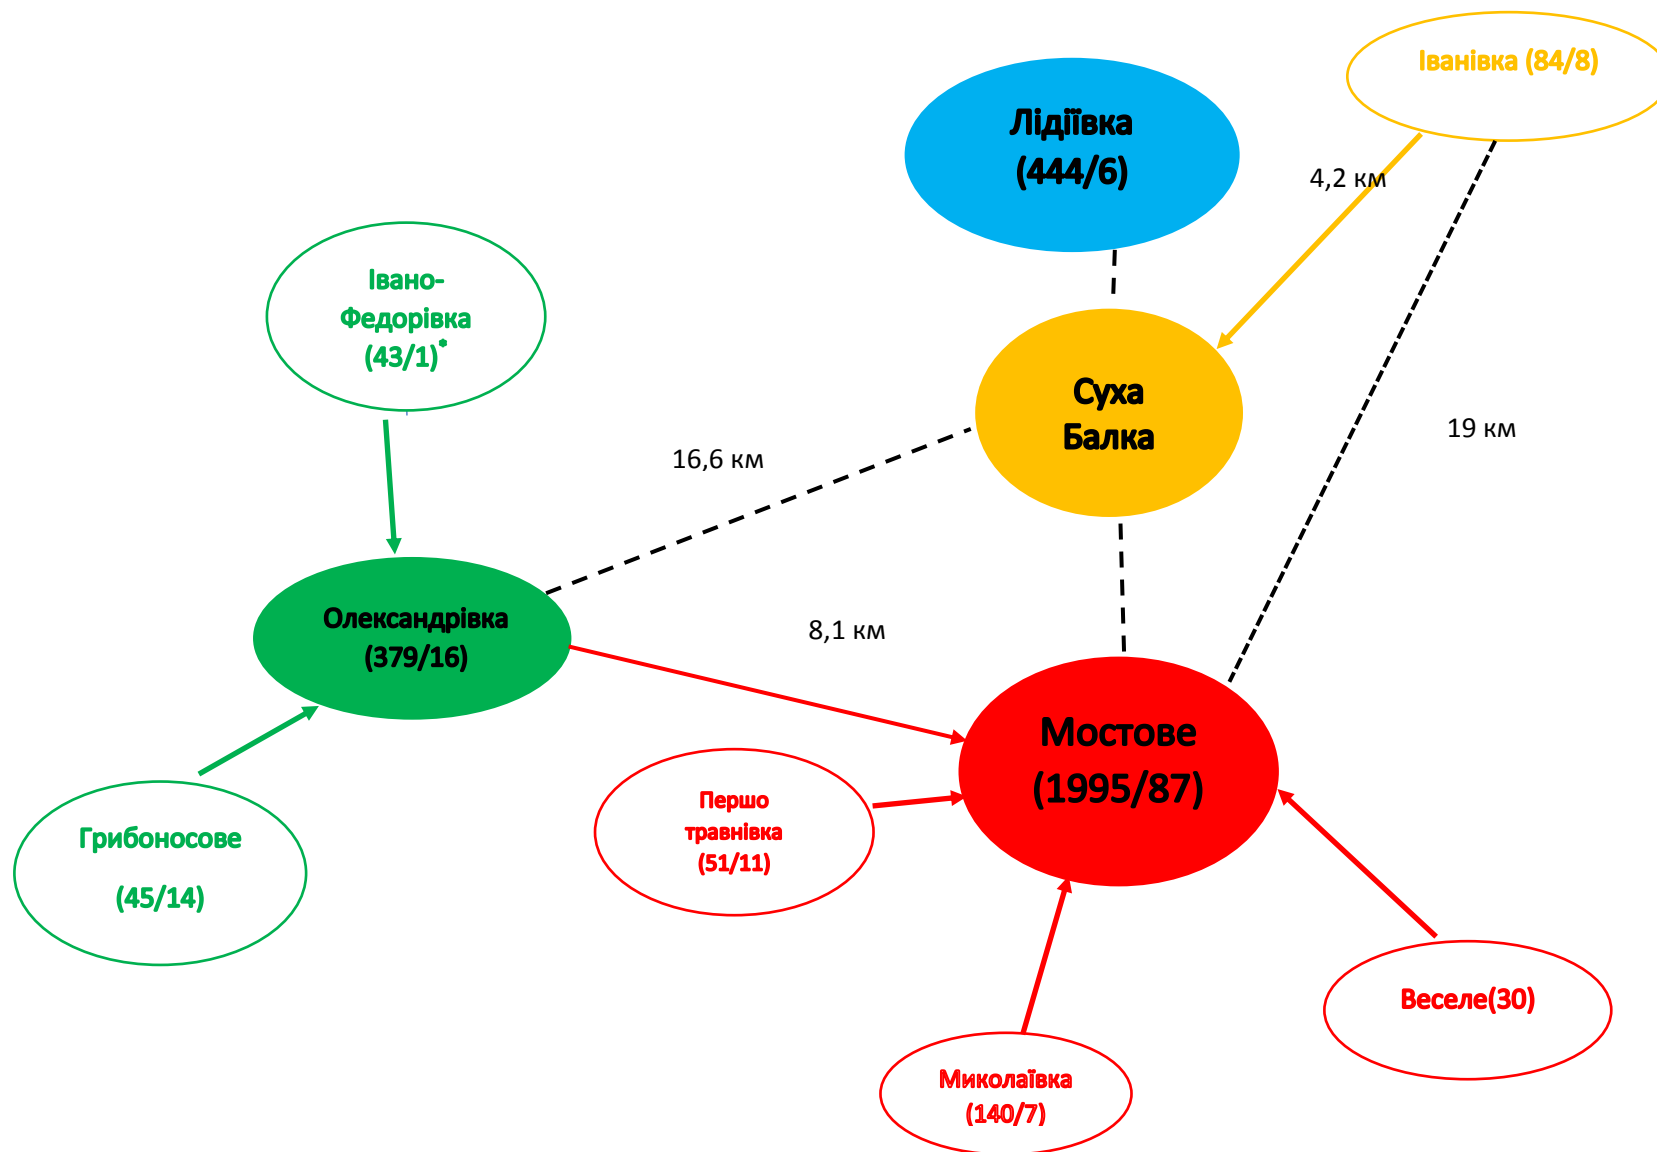 Іванівка (84/8)
Лідіївка
(444/6)
4,2 км
Івано-
Федорівка
(43/1)*
Суха
Балка
19 км
16,6 км
Олександрівка
(379/16)
8,1 км
Мостове
(1995/87)
Першо
травнівка
(51/11)
Грибоносове
(45/14)
Веселе(30)
Миколаївка
(140/7)